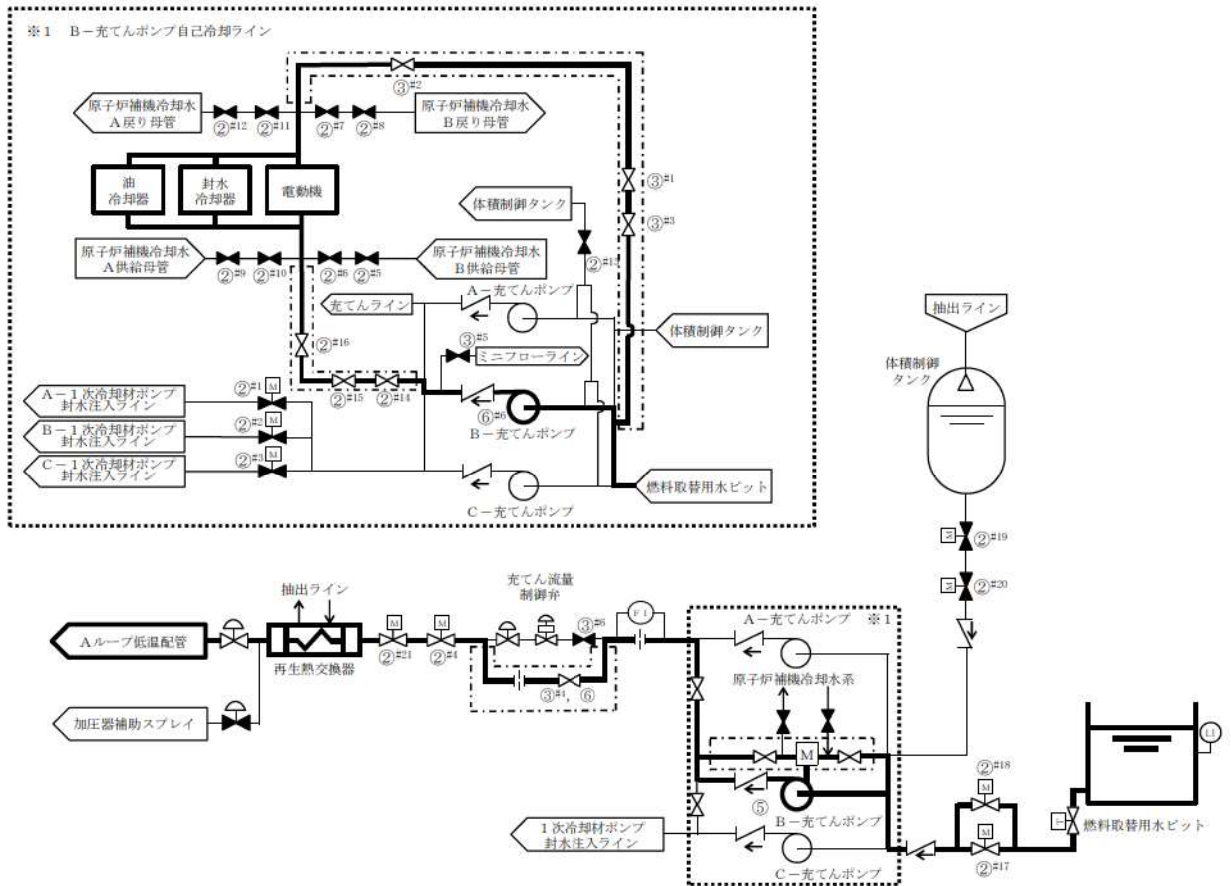 ※1 B-充てんポンプ自己冷却ライン
③#2
原子炉補機冷却水
A戻り母管
②#12
②#11
②#7
②#8
原子炉補機冷却水
B戻り母管
油
冷却器
封水
冷却器
電動機
③#1
③#3
体積制御タンク
②#13
原子炉補機冷却水
A供給母管
②#9
②#10
②#6
②#5
原子炉補機冷却水
B供給母管
充てんライン
A-充てんポンプ
体積制御タンク
②#16
③#5
ミニフローライン
②#15
②#14
⑥#6
B-充てんポンプ
A-1次冷却材ポンプ
封水注入ライン
②#1
M
B-1次冷却材ポンプ
封水注入ライン
②#2
M
C-1次冷却材ポンプ
封水注入ライン
②#3
M
燃料取替用水ピット
C-充てんポンプ
抽出ライン
体積制御
タンク
M
②#19
M
②#20
抽出ライン
充てん流量
制御弁
FI
Aループ低温配管
再生熱交換器
M
②#21
M
②#4
③#6
③#4, ⑥
加圧器補助スプレイ
A-充てんポンプ
※1
原子炉補機冷却水系
M
⑤
B-充てんポンプ
1次冷却材ポンプ
封水注入ライン
C-充てんポンプ
②#18
M
M
②#17
LI
燃料取替用水ピット